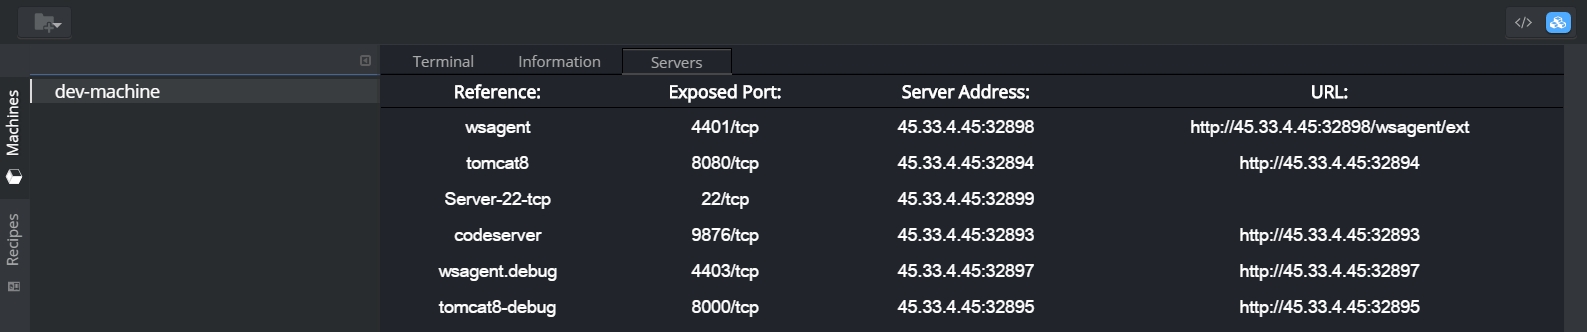 </>
Terminal Information Servers
dev-machine
Machines
Recipes
Reference: Exposed Port: Server Address: URL:
wsagent 4401/tcp 45.33.4.45:32898 http://45.33.4.45:32898/wsagent/ext
tomcat8 8080/tcp 45.33.4.45:32894 http://45.33.4.45:32894
Server-22-tcp 22/tcp 45.33.4.45:32899
codeserver 9876/tcp 45.33.4.45:32893 http://45.33.4.45:32893
wsagent.debug 4403/tcp 45.33.4.45:32897 http://45.33.4.45:32897
tomcat8-debug 8000/tcp 45.33.4.45:32895 http://45.33.4.45:32895